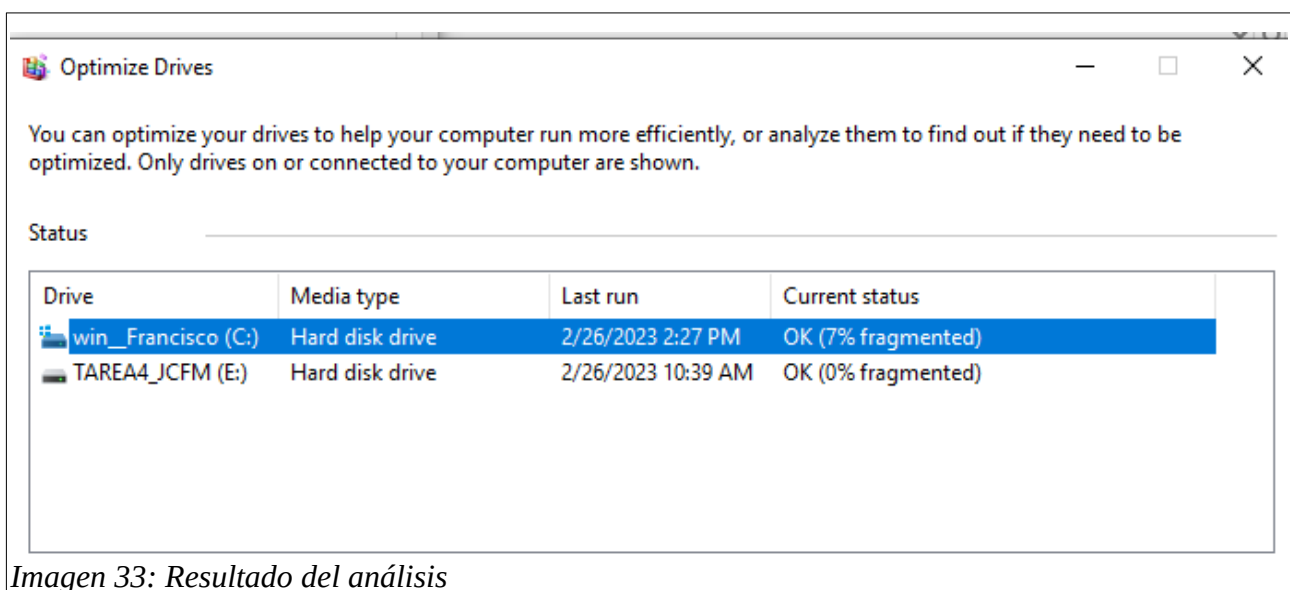 Optimize Drives
You can optimize your drives to help your computer run more efficiently, or analyze them to find out if they need to be
optimized. Only drives on or connected to your computer are shown.
Status
Drive Media type Last run Current status
win__Francisco (C:) Hard disk drive 2/26/2023 2:27 PM OK (7% fragmented)
TAREA4_JCFM (E:) Hard disk drive 2/26/2023 10:39 AM OK (0% fragmented)
Imagen 33: Resultado del análisis